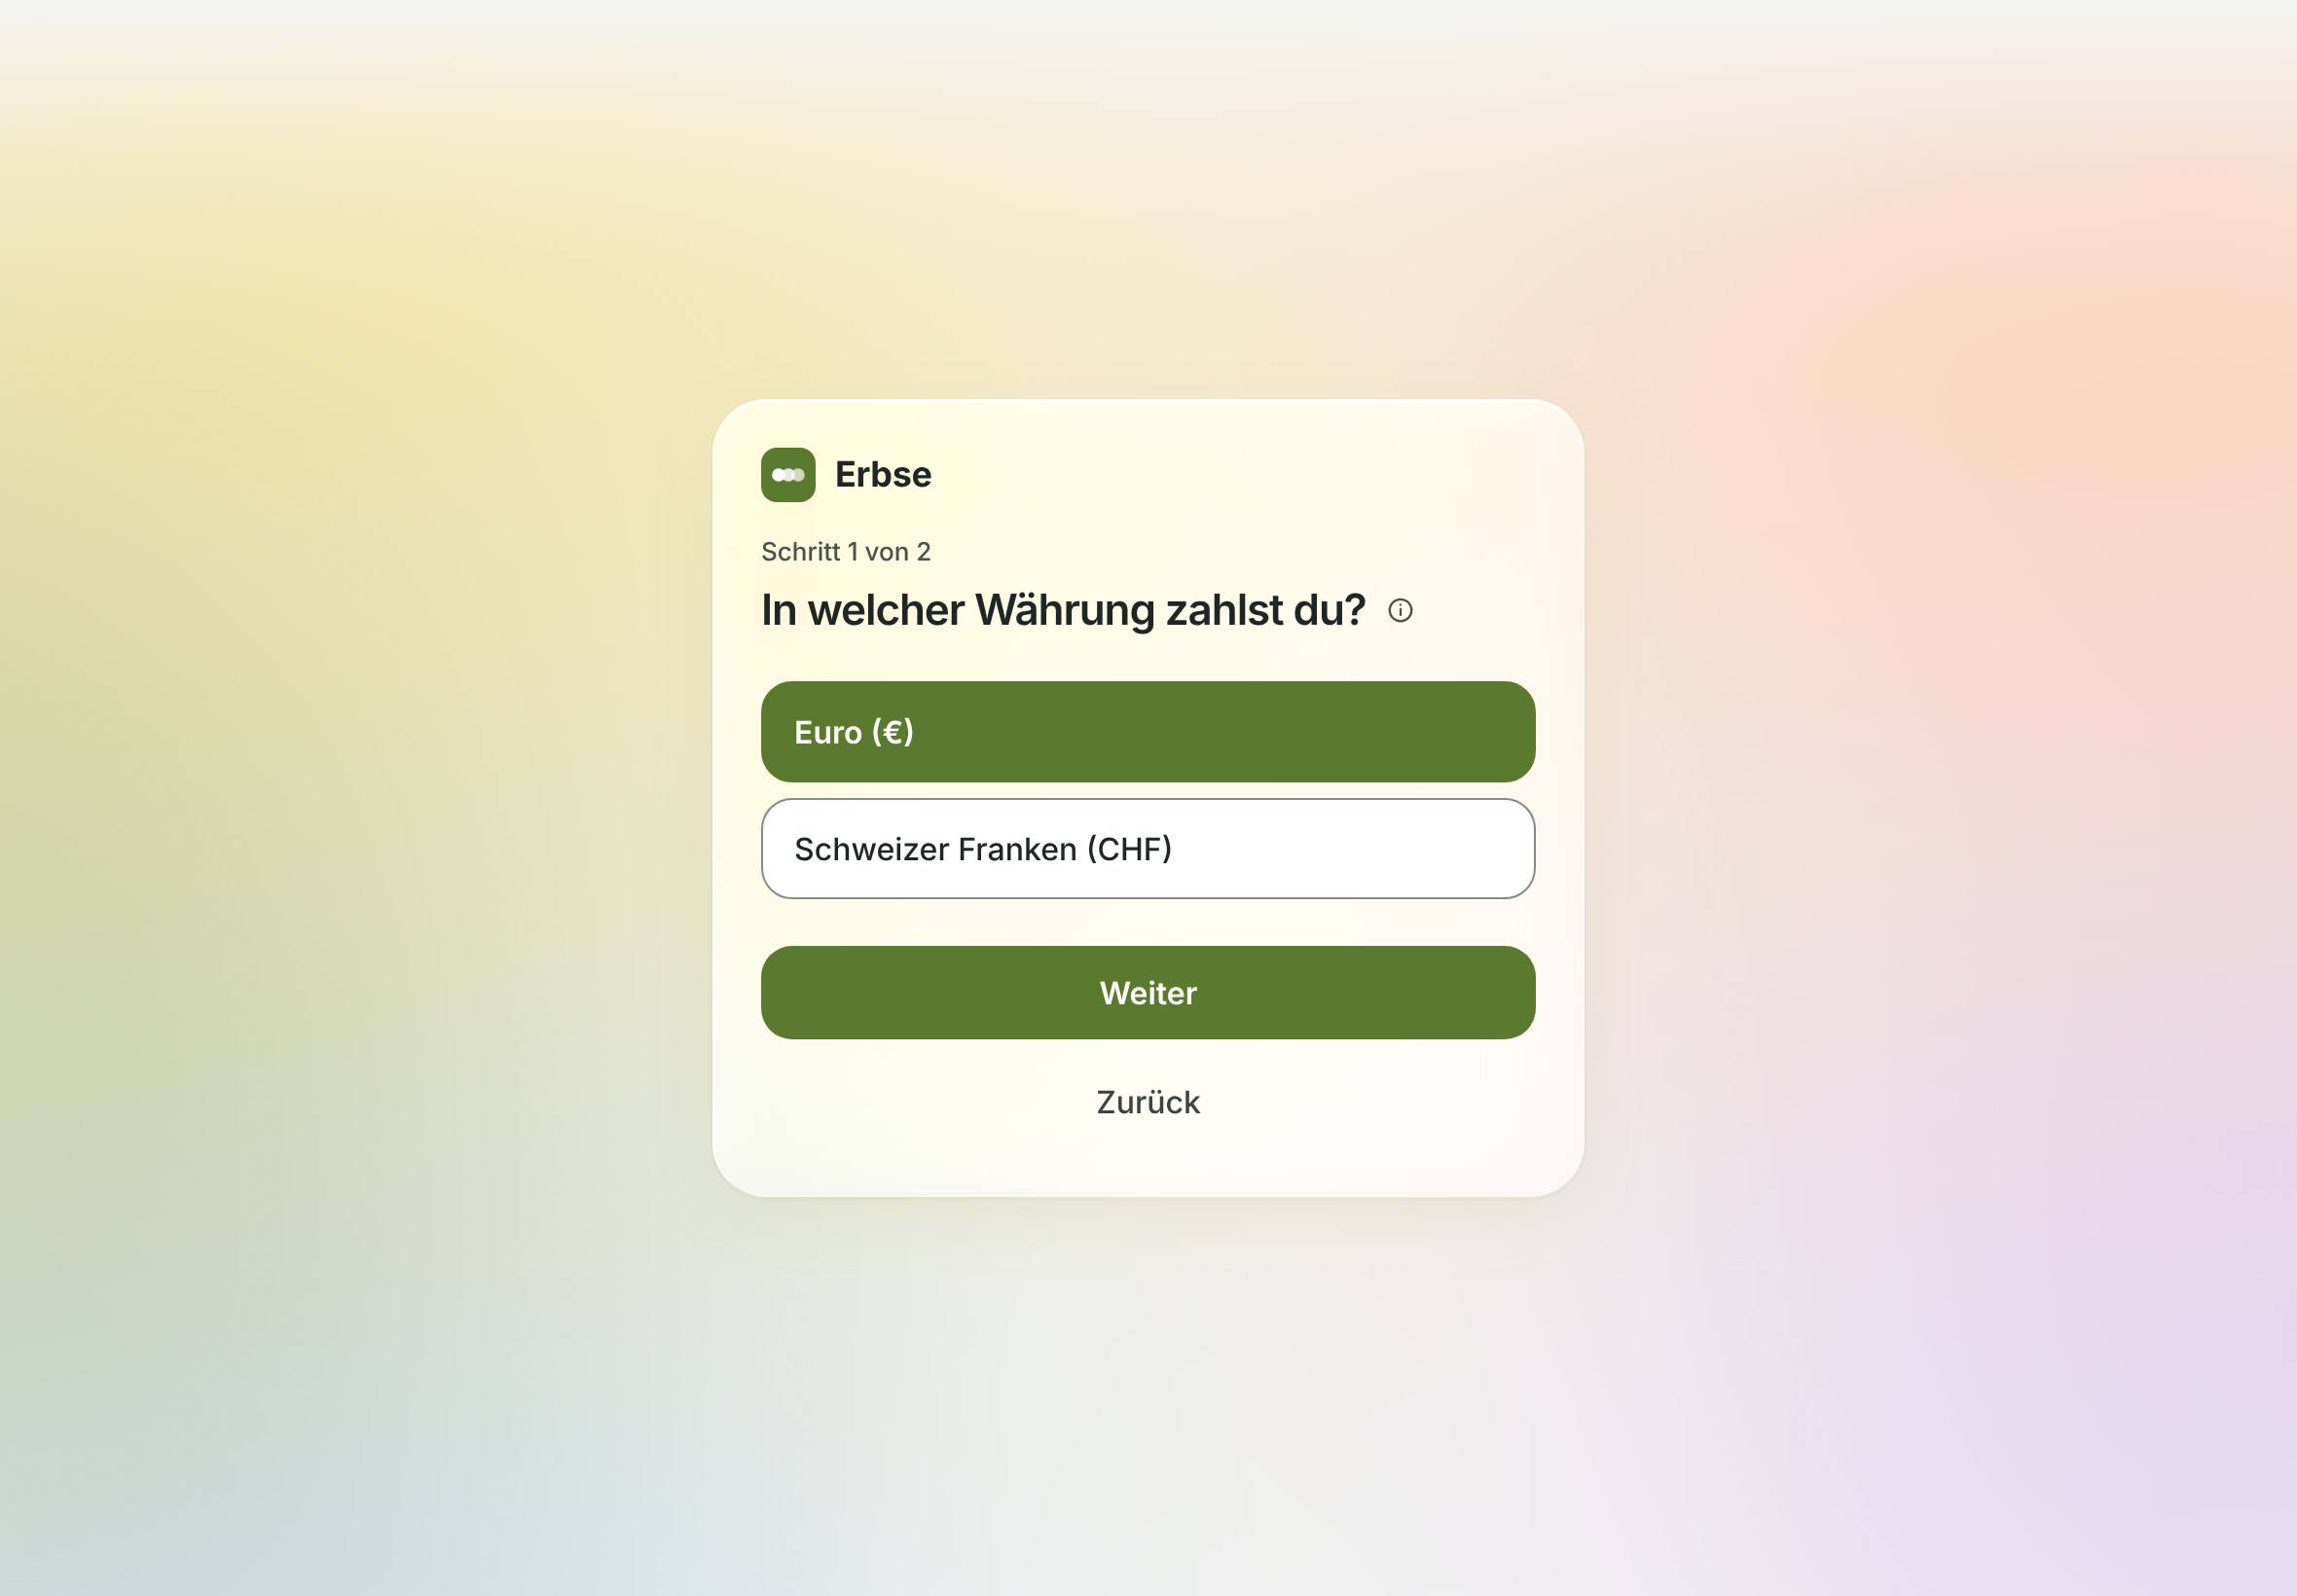 Erbse
Schritt 1 von 2
In welcher Währung zahlst du?
Euro (€)
Schweizer Franken (CHF)
Weiter
Zurück